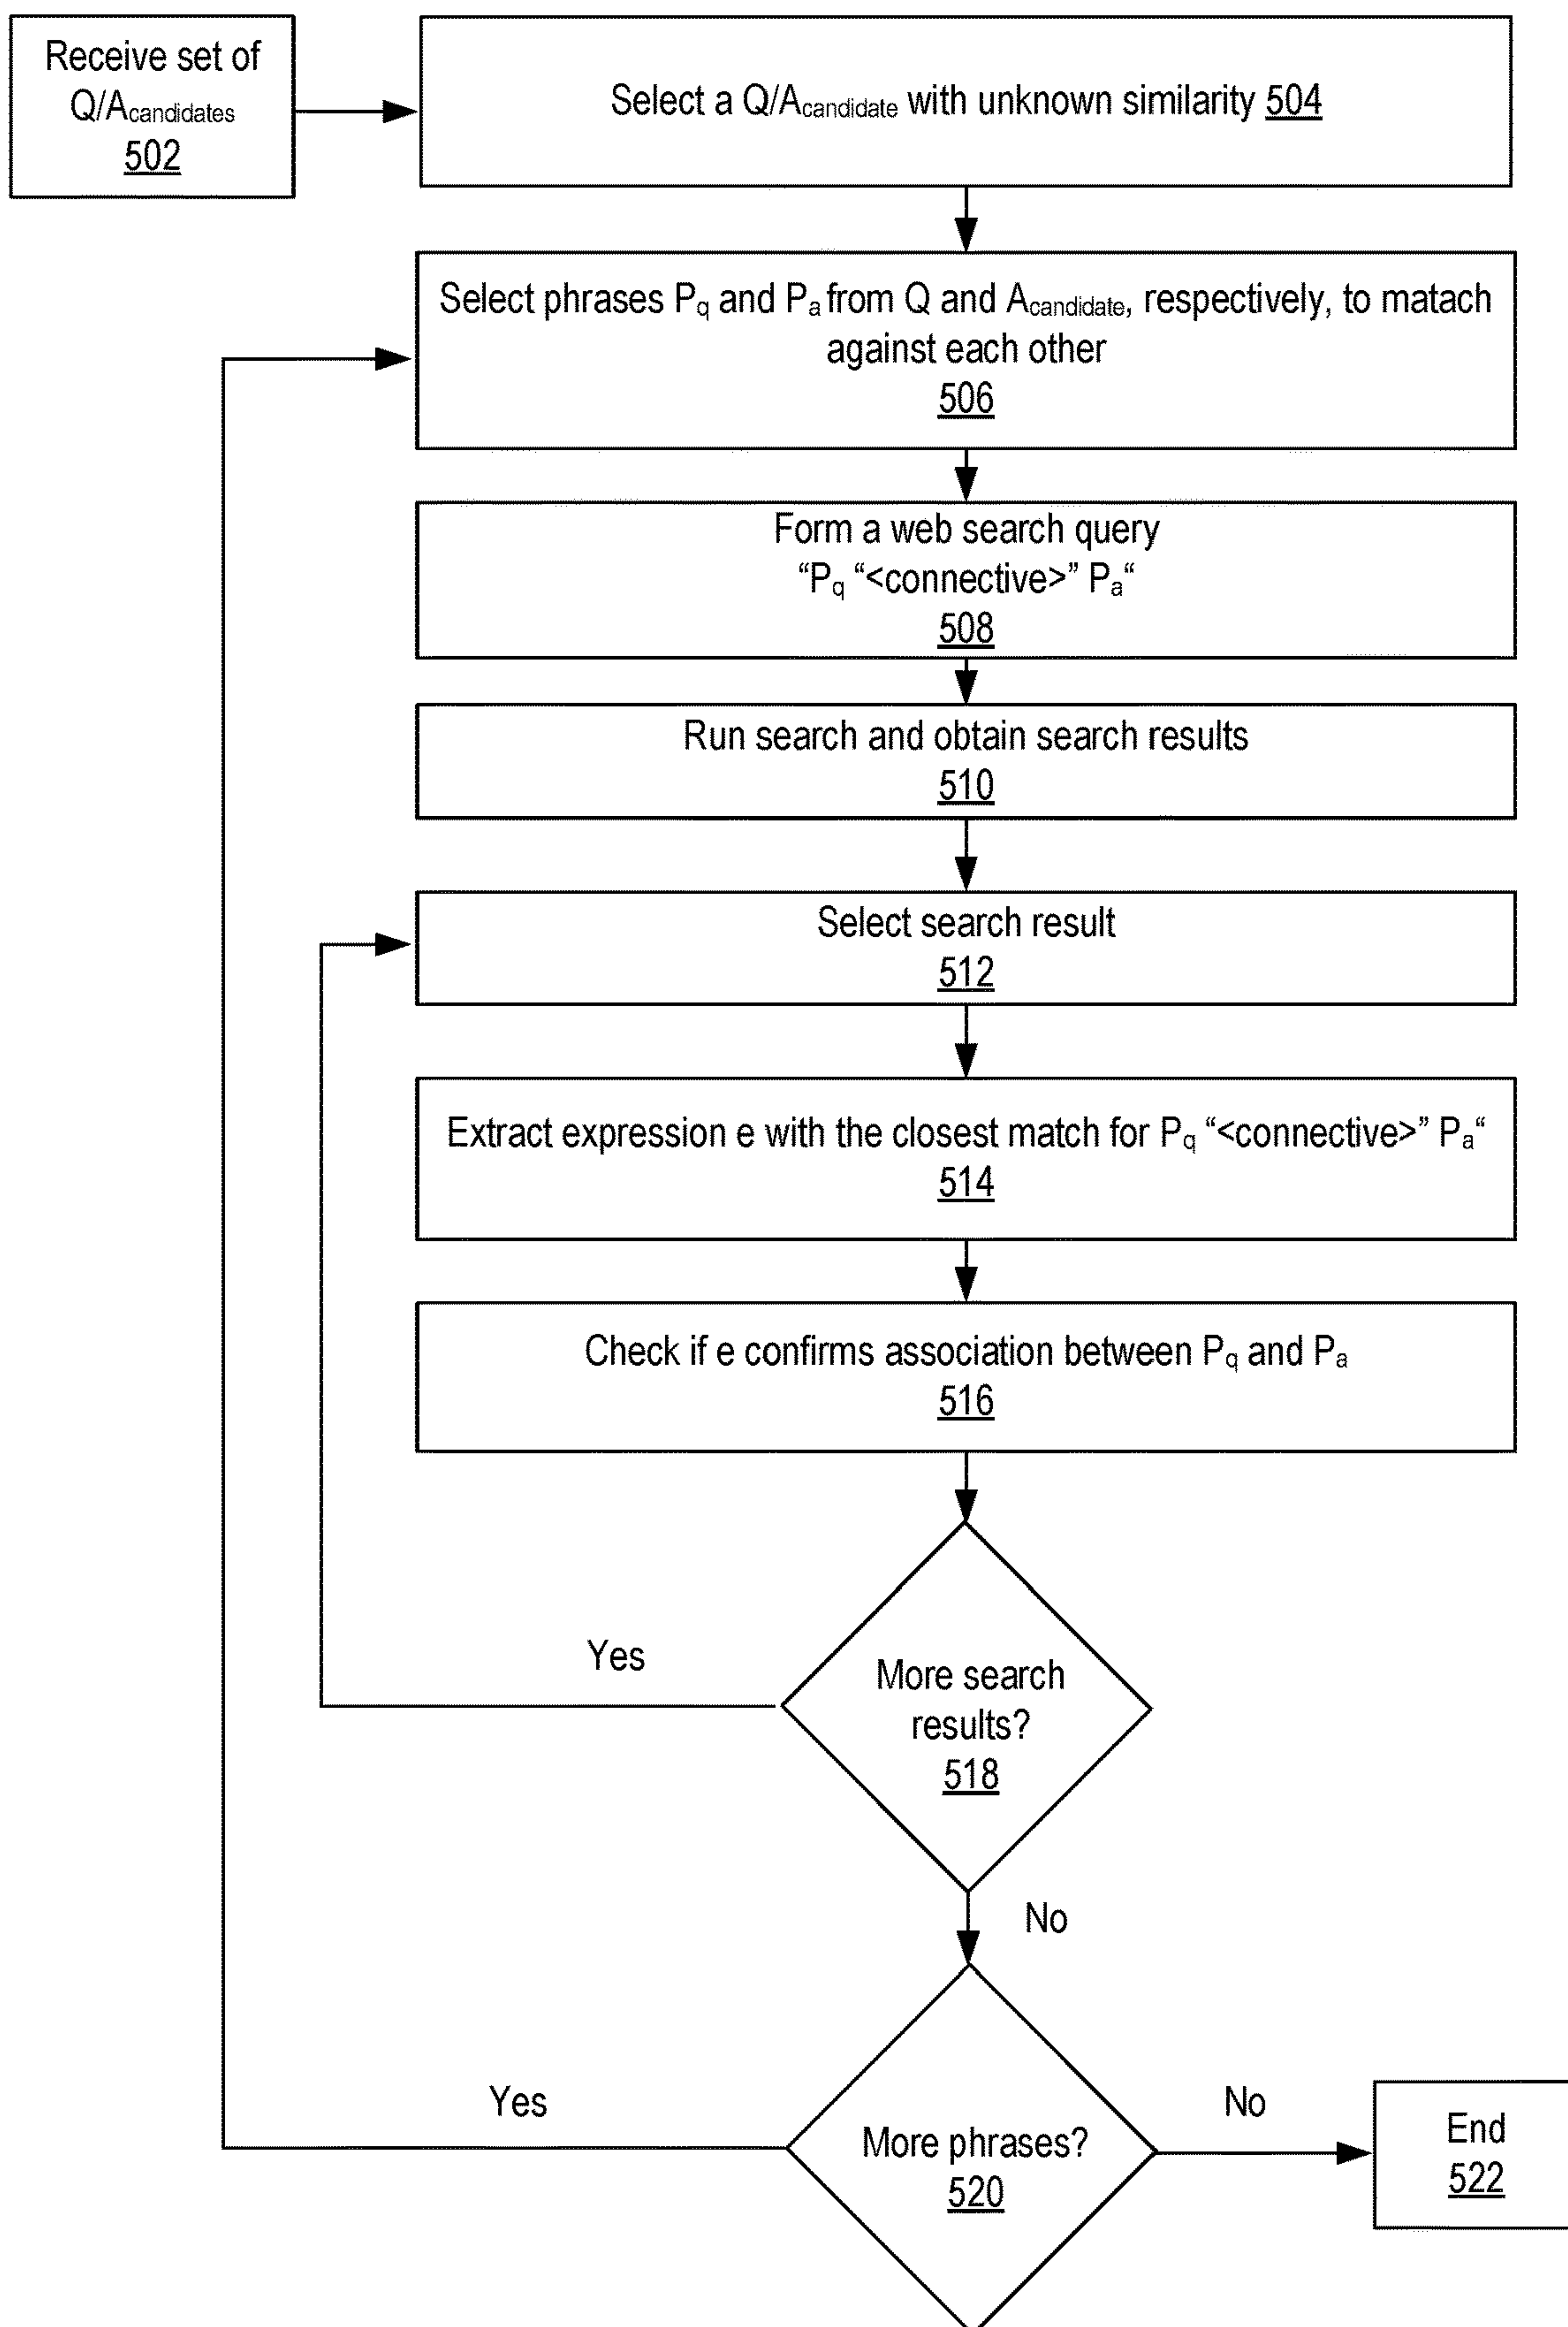 Receive set of
Q/Acandidates
502
Select a Q/Acandidate with unknown similarity 504
Select phrases Pq and Pa from Q and Acandidate, respectively, to matach
against each other
506
Form a web search query
“Pq “<connective>” Pa“
508
Run search and obtain search results
510
Select search result
512
Extract expression e with the closest match for Pq “<connective>” Pa“
514
Check if e confirms association between Pq and Pa
516
Yes
More search
results?
518
No
Yes
More phrases?
520
No
End
522